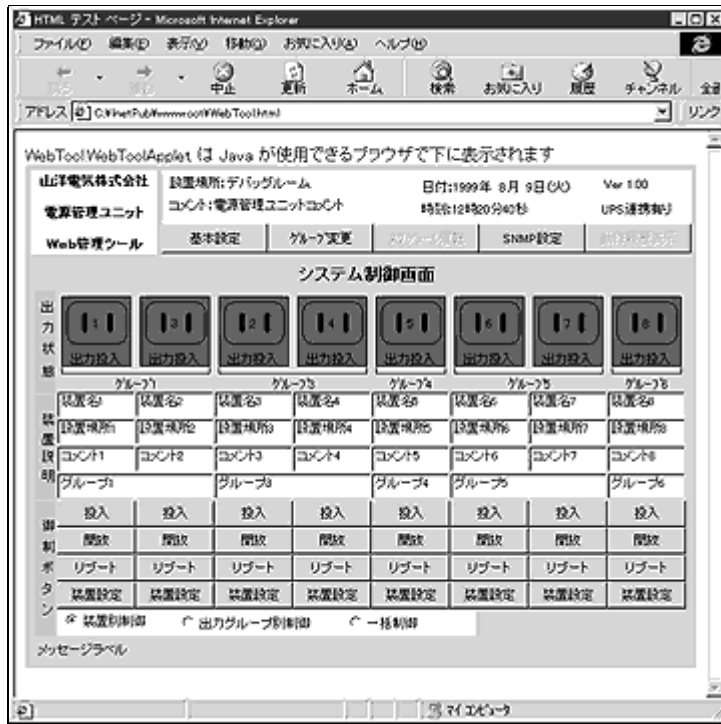 HTML テスト ページ - Microsoft Internet Explorer
ファイル(F) 編集(E) 表示(V) 移動(G) お気に入り(A) ヘルプ(H)
中止 更新 ホーム 検索 お気に入り 履歴 チャンネル 全画
アドレス C:¥InetPub¥wwwroot¥WebTool.html リンク
WebTool WebToolApplet は Java が使用できるブラウザで下に表示されます
山洋電気株式会社 設置場所:デバッグルーム 日付:1999年 8月 9日(火) Ver 1.00
電源管理ユニット コメント:電源管理ユニットコメント 時刻:12時20分40秒 UPS連携有り
Web管理ツール 基本設定 グループ変更 SNMP設定
システム制御画面
出力状態
1 3 2 4 5 6 7 8
出力投入 出力投入 出力投入 出力投入 出力投入 出力投入 出力投入 出力投入
グループ1 グループ3 グループ4 グループ5 グループ6
装置説明
装置名1 装置名2 装置名3 装置名4 装置名5 装置名6 装置名7 装置名8
設置場所1 設置場所2 設置場所3 設置場所4 設置場所5 設置場所6 設置場所7 設置場所8
コメント1 コメント2 コメント3 コメント4 コメント5 コメント6 コメント7 コメント8
グループ1 グループ3 グループ4 グループ5 グループ6
制御ボタン
投入 投入 投入 投入 投入 投入 投入 投入
開放 開放 開放 開放 開放 開放 開放 開放
リブート リブート リブート リブート リブート リブート リブート リブート
装置設定 装置設定 装置設定 装置設定 装置設定 装置設定 装置設定 装置設定
装置別制御 出力グループ別制御 一括制御
メッセージラベル
マイ コンピュータ